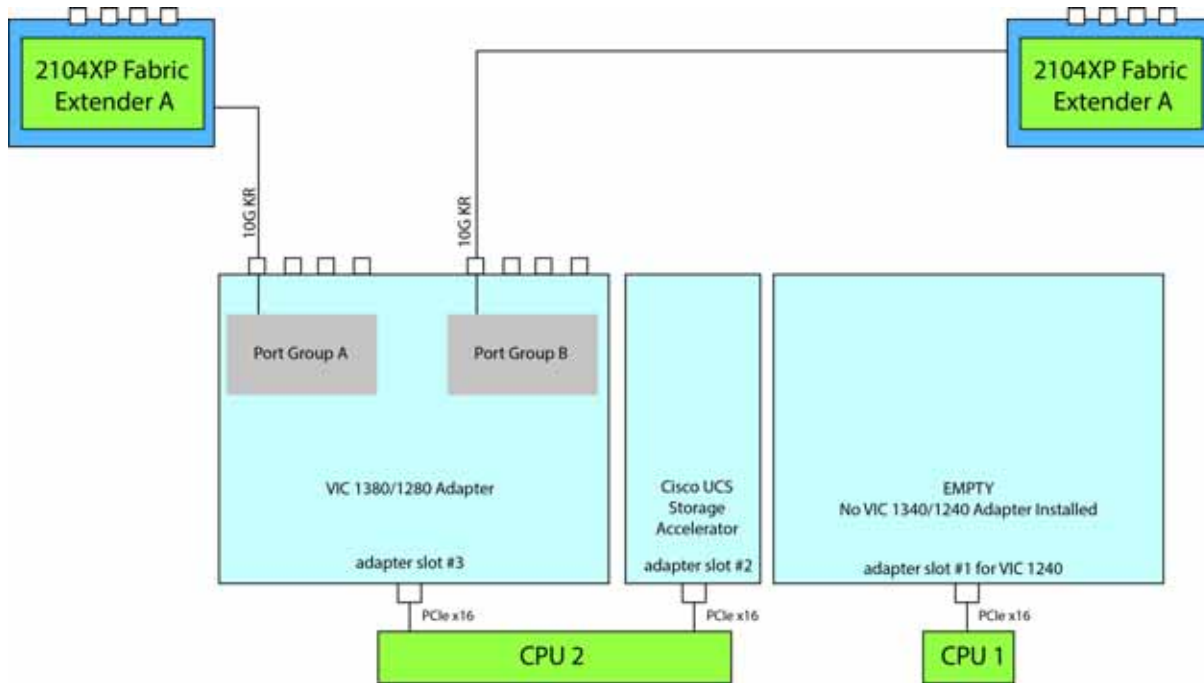 2104XP Fabric
Extender A
2104XP Fabric
Extender A
10G KR
10G KR
Port Group A
Port Group B
VIC 1380/1280 Adapter
adapter slot #3
Cisco UCS
Storage
Accelerator
adapter slot #2
EMPTY
No VIC 1340/1240 Adapter Installed
adapter slot #1 for VIC 1240
PCIe x16
PCIe x16
PCIe x16
CPU 2
CPU 1